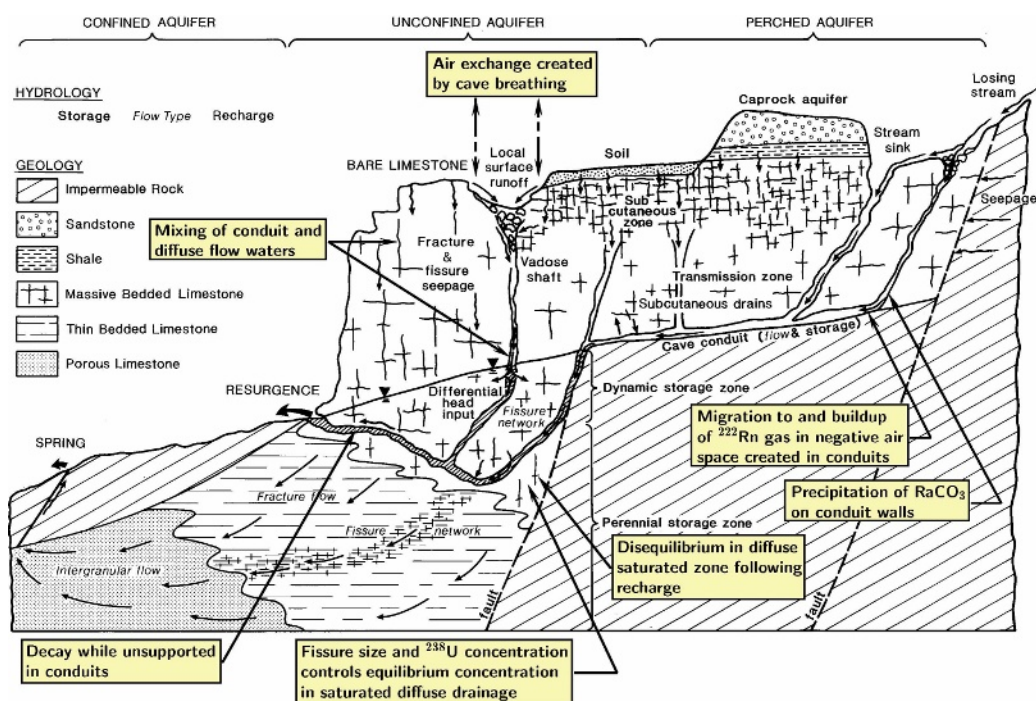 CONFINED AQUIFER
UNCONFINED AQUIFER
PERCHED AQUIFER
Air exchange created
by cave breathing
HYDROLOGY
Storage Flow Type Recharge
GEOLOGY
Impermeable Rock
Sandstone
Shale
Massive Bedded Limestone
Thin Bedded Limestone
Porous Limestone
Losing
stream
Caprock aquifer
Stream
sink
Soil
BARE LIMESTONE
Local
surface
runoff
Seepage
Sub
cutaneous
zone
Mixing of conduit and
diffuse flow waters
Fracture
&
fissure
seepage
Vadose
shaft
Transmission zone
Subcutaneous drains
Cave conduit (flow & storage)
RESURGENCE
Differential
head
input
Fissure
network
Dynamic storage zone
Migration to and buildup
of ²²²Rn gas in negative air
space created in conduits
SPRING
Precipitation of RaCO₃
on conduit walls
Fracture flow
Fissure network
Perennial storage zone
Disequilibrium in diffuse
saturated zone following
recharge
Intergranular flow
fault
fault
Decay while unsupported
in conduits
Fissure size and ²³⁸U concentration
controls equilibrium concentration
in saturated diffuse drainage